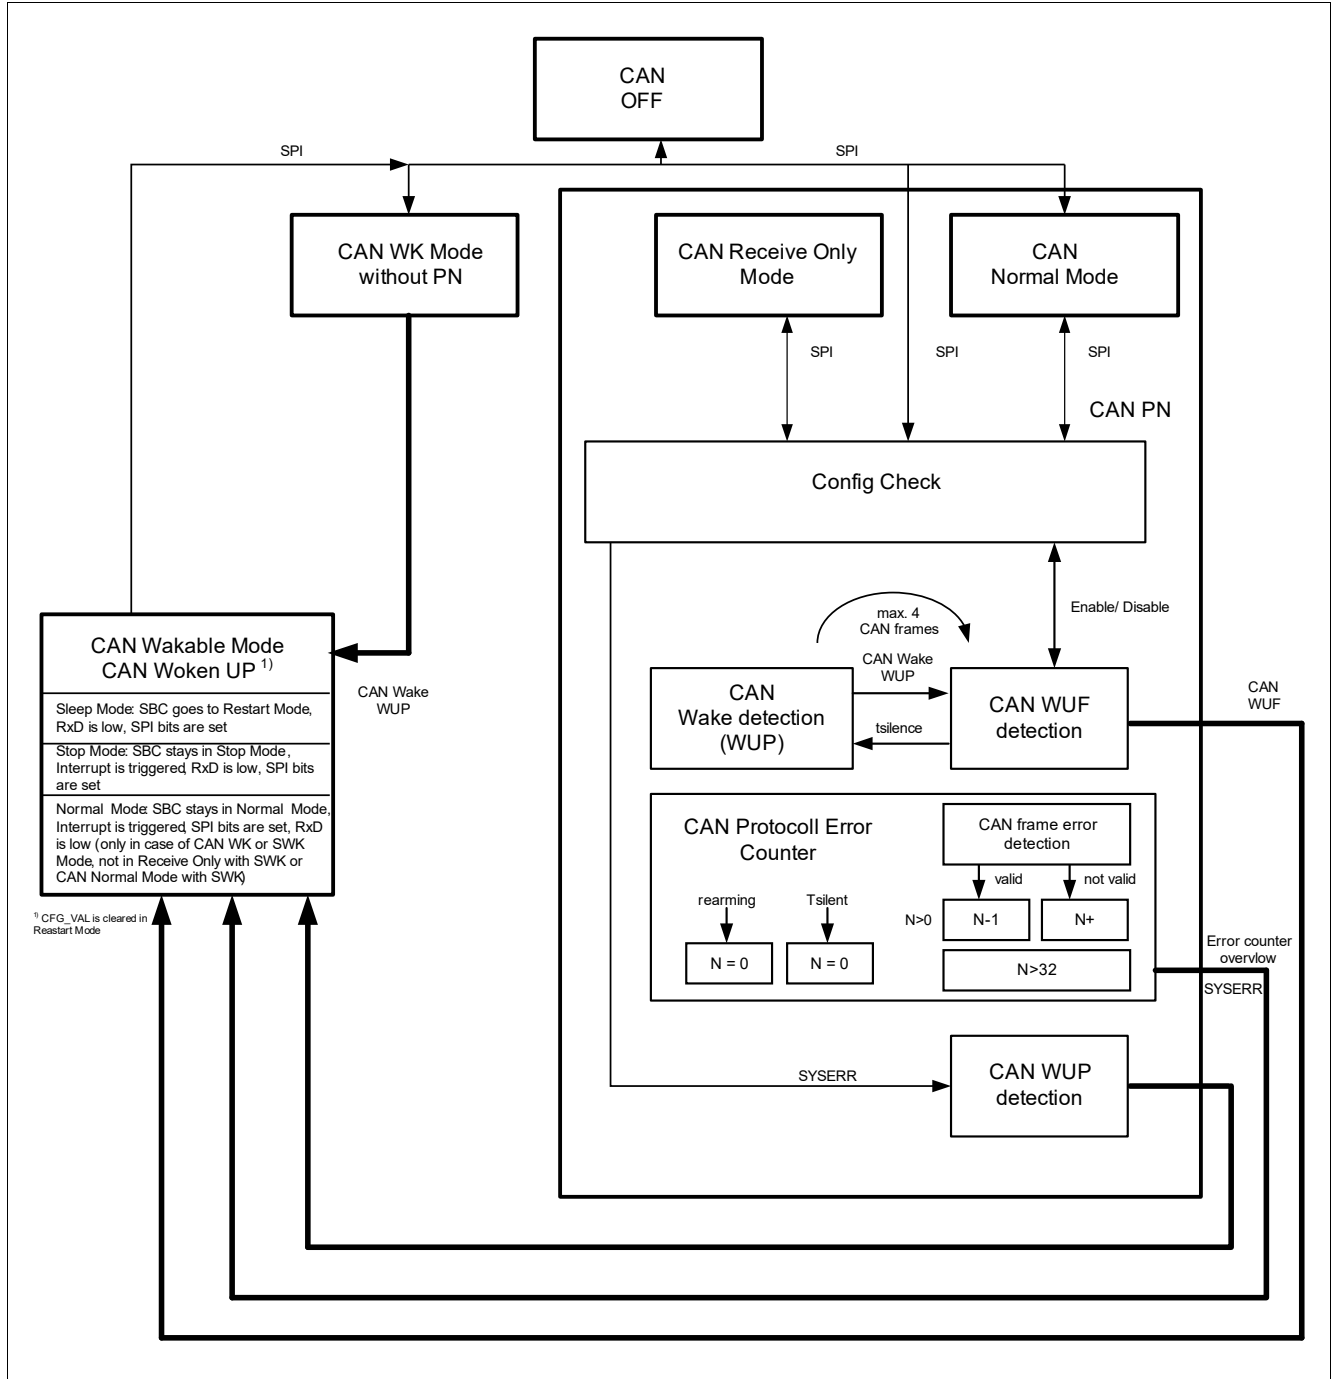 CAN
OFF
SPI
SPI
CAN WK Mode
without PN
CAN Receive Only
Mode
CAN
Normal Mode
SPI
SPI
SPI
CAN PN
Config Check
Enable/ Disable
max. 4
CAN frames
CAN Wake
WUP
CAN
Wake detection
(WUP)
tsilence
CAN WUF
detection
CAN
WUF
CAN Wakable Mode
CAN Woken UP 1)
Sleep Mode: SBC goes to Restart Mode,
RxD is low, SPI bits are set
Stop Mode: SBC stays in Stop Mode,
Interrupt is triggered, RxD is low, SPI bits
are set
Normal Mode: SBC stays in Normal Mode,
Interrupt is triggered, SPI bits are set, RxD
is low (only in case of CAN WK or SWK
Mode, not in Receive Only with SWK or
CAN Normal Mode with SWK)
1) CFG_VAL is cleared in
Reastart Mode
CAN Wake
WUP
CAN Protocoll Error
Counter
CAN frame error
detection
valid
not valid
rearming
Tsilent
N>0
N-1
N+
N = 0
N = 0
N>32
Error counter
overvlow
SYSERR
SYSERR
CAN WUP
detection